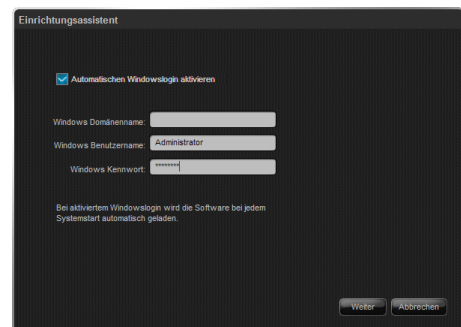 Einrichtungsassistent
Automatischen Windowslogin aktivieren
Windows Domänenname:
Windows Benutzername: Administrator
Windows Kennwort: ********
Bei aktiviertem Windowslogin wird die Software bei jedem
Systemstart automatisch geladen.
Weiter Abbrechen